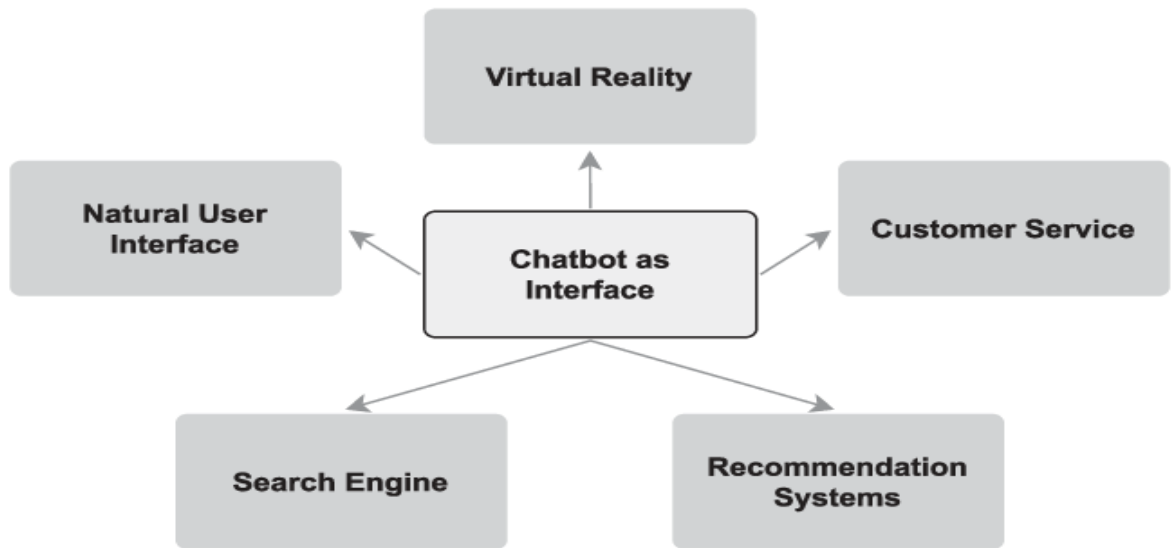 Virtual Reality
Natural User
Interface
Customer Service
Chatbot as
Interface
Search Engine
Recommendation
Systems